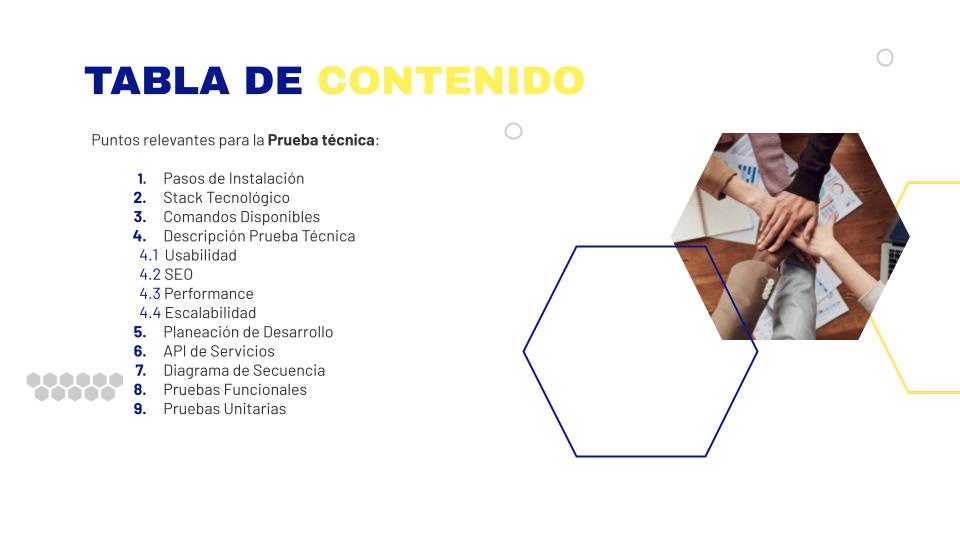 TABLA DE CONTENIDO
Puntos relevantes para la Prueba técnica:
1. Pasos de Instalación
2. Stack Tecnológico
3. Comandos Disponibles
4. Descripción Prueba Técnica
4.1 Usabilidad
4.2 SEO
4.3 Performance
4.4 Escalabilidad
5. Planeación de Desarrollo
6. API de Servicios
7. Diagrama de Secuencia
8. Pruebas Funcionales
9. Pruebas Unitarias